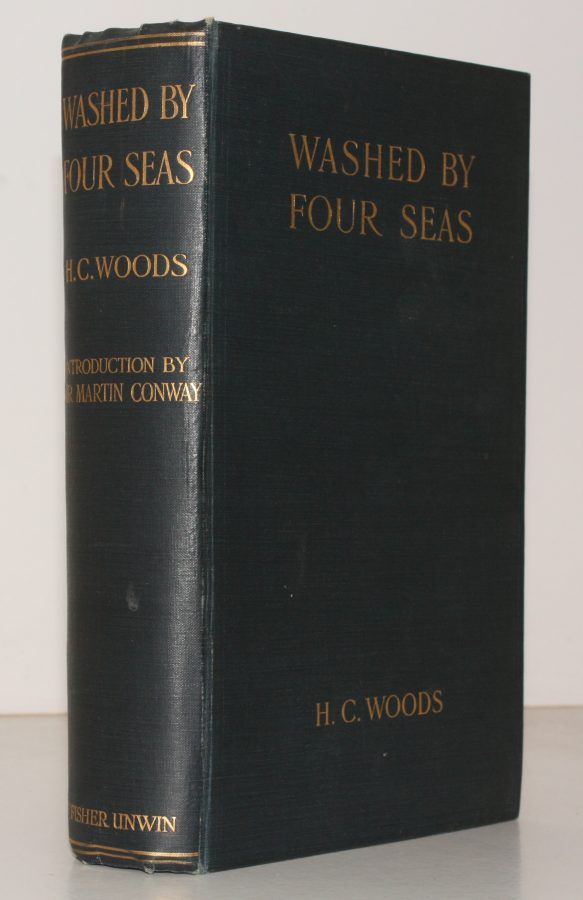 WASHED BY
FOUR SEAS
H.C. WOODS
INTRODUCTION BY
SIR MARTIN CONWAY
FISHER UNWIN
WASHED BY
FOUR SEAS
H. C. WOODS